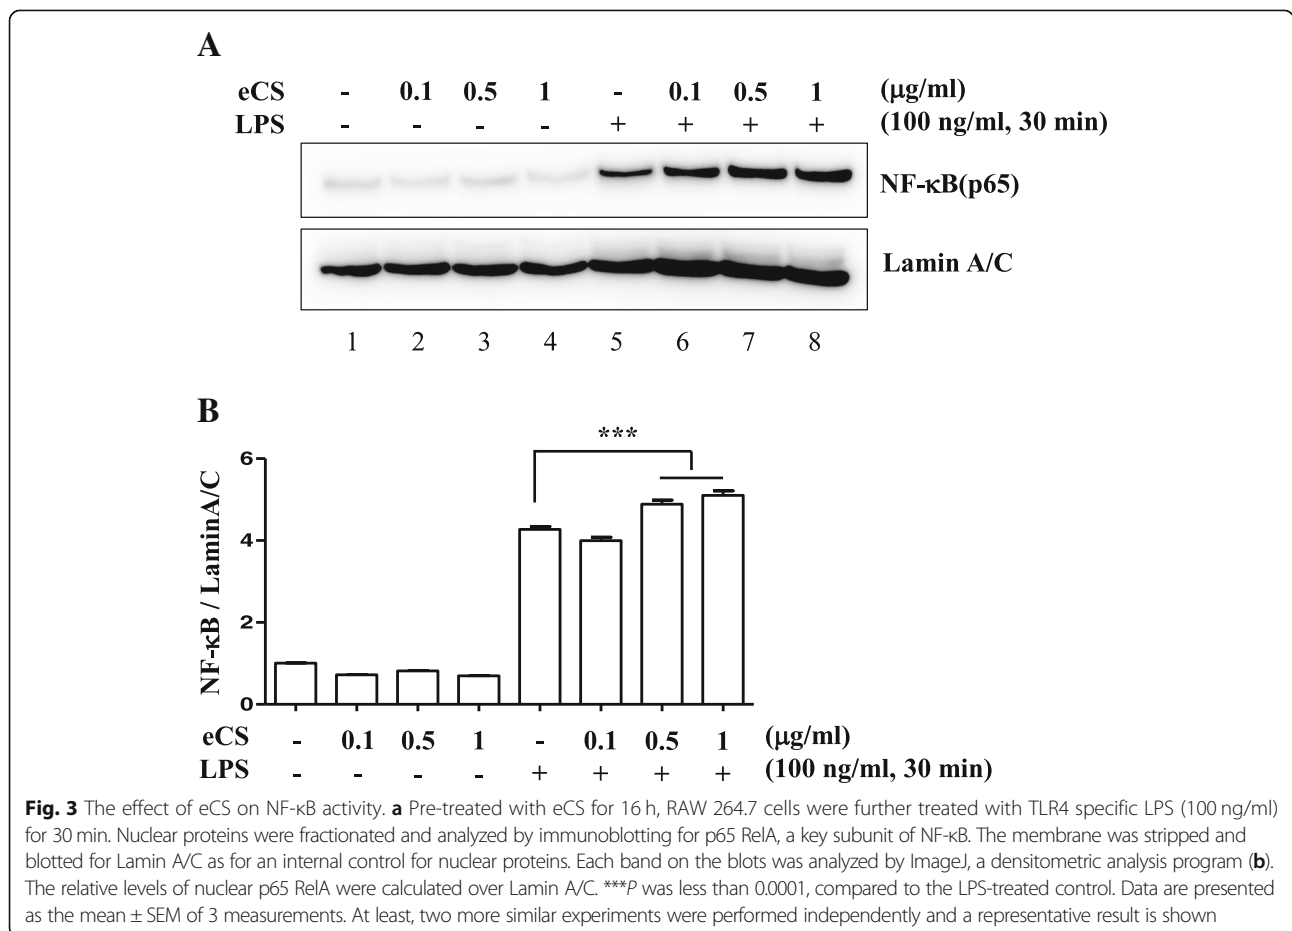 A
eCS - 0.1 0.5 1 - 0.1 0.5 1 (μg/ml)
LPS - - - - + + + + (100 ng/ml, 30 min)
NF-κB(p65)
Lamin A/C
1 2 3 4 5 6 7 8
B
***
6
4
2
0
NF-κB / LaminA/C
eCS - 0.1 0.5 1 - 0.1 0.5 1 (μg/ml)
LPS - - - - + + + + (100 ng/ml, 30 min)
Fig. 3 The effect of eCS on NF-κB activity. a Pre-treated with eCS for 16 h, RAW 264.7 cells were further treated with TLR4 specific LPS (100 ng/ml)
for 30 min. Nuclear proteins were fractionated and analyzed by immunoblotting for p65 RelA, a key subunit of NF-κB. The membrane was stripped and
blotted for Lamin A/C as for an internal control for nuclear proteins. Each band on the blots was analyzed by ImageJ, a densitometric analysis program (b).
The relative levels of nuclear p65 RelA were calculated over Lamin A/C. ***P was less than 0.0001, compared to the LPS-treated control. Data are presented
as the mean ± SEM of 3 measurements. At least, two more similar experiments were performed independently and a representative result is shown